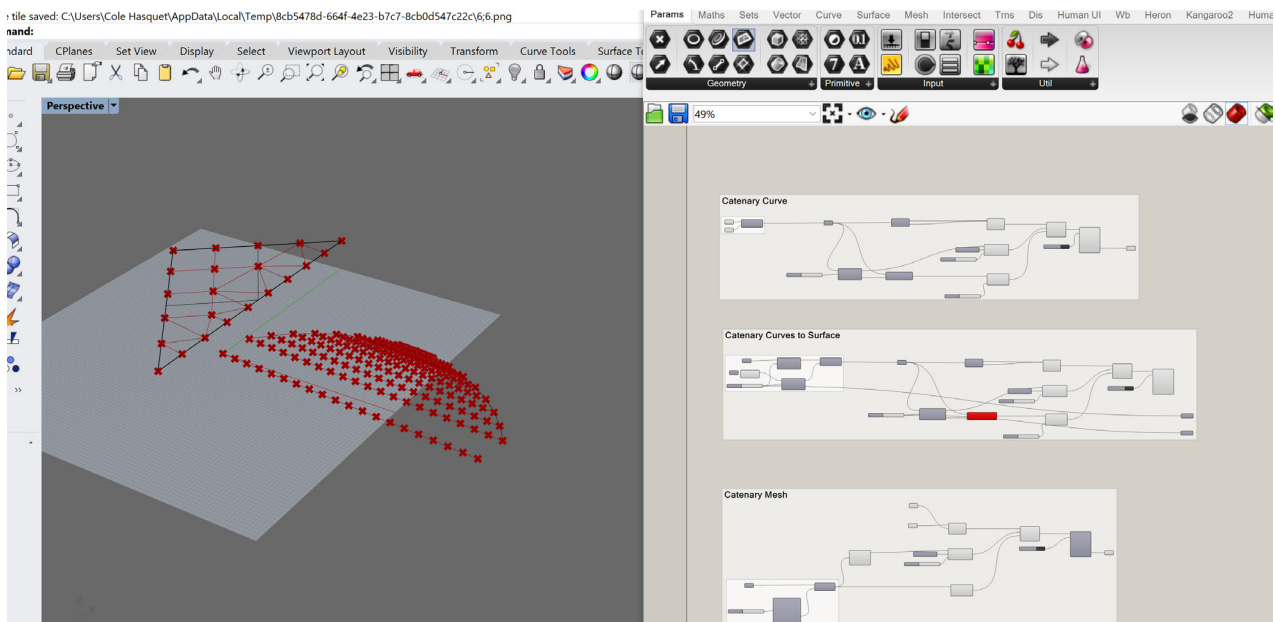 e tile saved: C:\Users\Cole Hasquet\AppData\Local\Temp\8cb5478d-664f-4e23-b7c7-8cb0d547c22c\6;6.png
mand:
ndard CPlanes Set View Display Select Viewport Layout Visibility Transform Curve Tools Surface T
Perspective
Params Maths Sets Vector Curve Surface Mesh Intersect Trns Dis Human UI Wb Heron Kangaroo2 Huma
Geometry Primitive Input Util
49%
Catenary Curve
Catenary Curves to Surface
Catenary Mesh